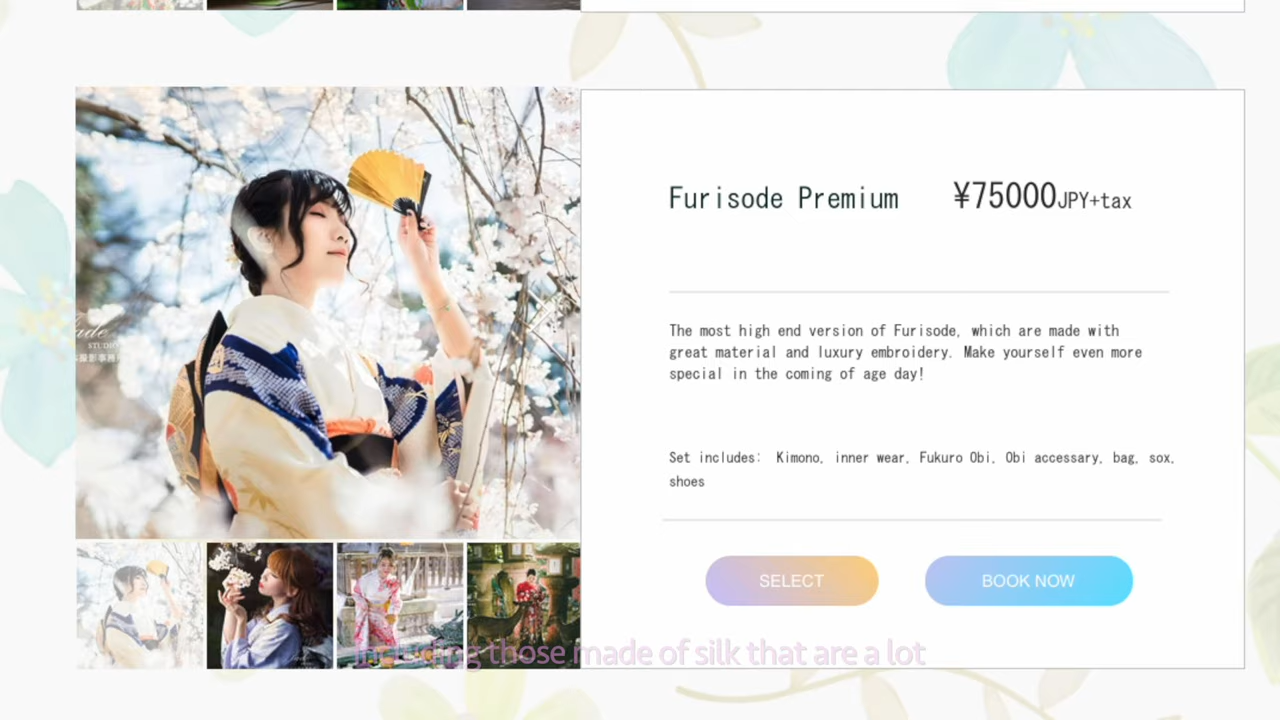 Furisode Premium
¥75000JPY+tax
The most high end version of Furisode, which are made with
great material and luxury embroidery. Make yourself even more
special in the coming of age day!
Set includes: Kimono, inner wear, Fukuro Obi, Obi accessary, bag, sox,
shoes
SELECT
BOOK NOW
STUDIO
including those made of silk that are a lot